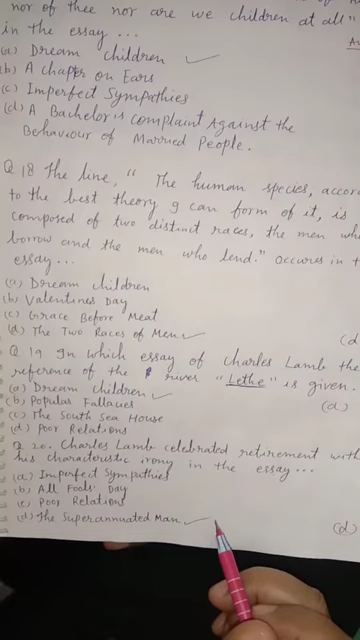 nor of thee nor are we children at all"
in the essay ...
(a) Dream children
(b) A chapter on Ears
(c) Imperfect Sympathies
(d) A Bachelor's complaint Against the
Behaviour of Married People.
Q 18 The line, " The human species, accor
to the best theory I can form of it, is
composed of two distinct races, the men who
borrow and the men who lend." Occures in
essay...
(a) Dream children
(b) Valentines Day
(c) Grace Before Meat
(d) The Two Races of Men
(d
Q 19 In which essay of Charles Lamb the
reference of the river "Lethe" is given.
(a) Dream children
(a)
(b) Popular Fallacies
(c) The South Sea House
(d) Poor Relations
Q 20. Charles Lamb celebrated retirement with
his characteristic irony in the essay...
(a) Imperfect Sympathies
(b) All Fools' Day
(c) Poor Relations
(d) The Superannuated Man
(d)